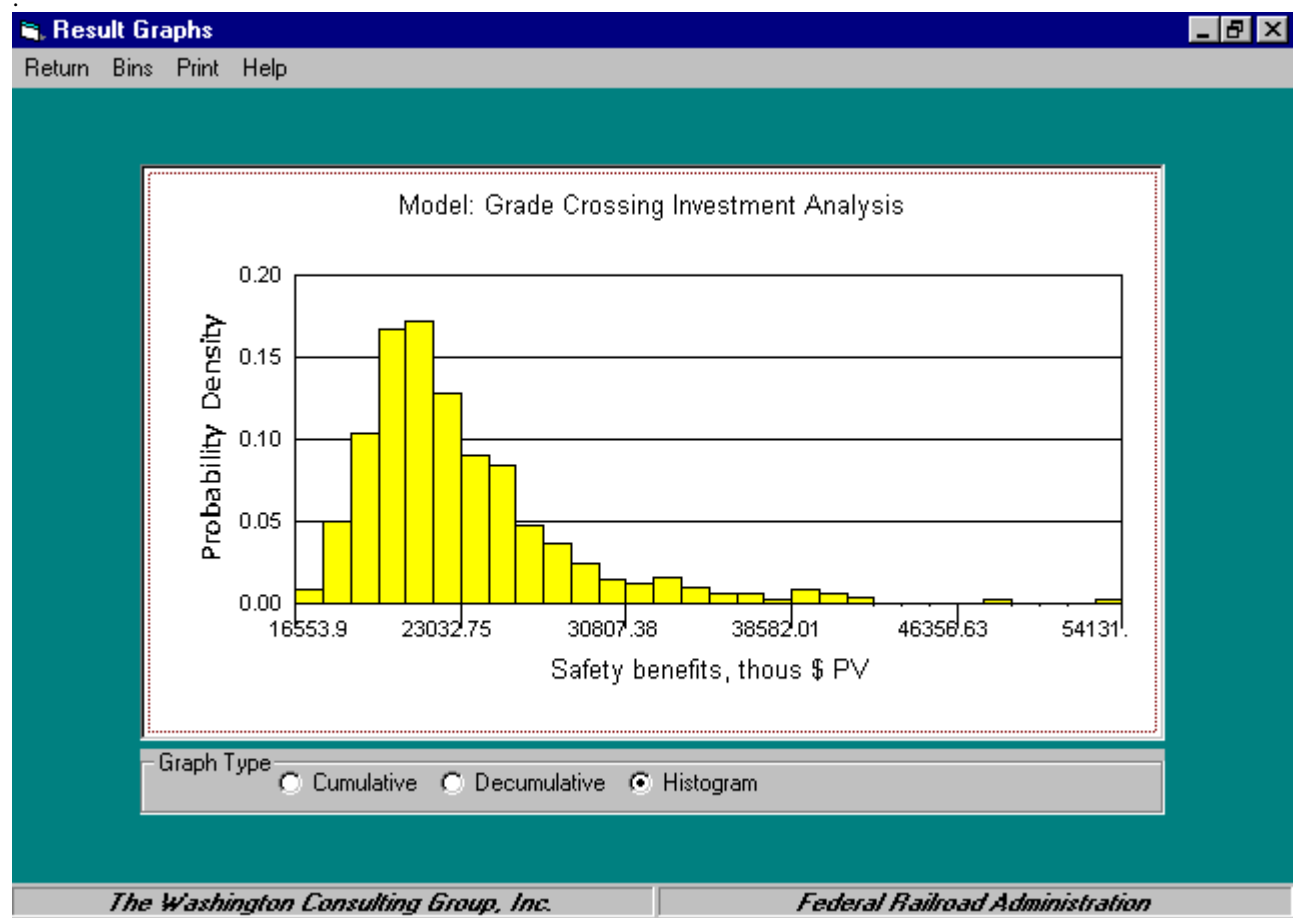 .
Result Graphs
Return Bins Print Help
Model: Grade Crossing Investment Analysis
Probability Density
0.20
0.15
0.10
0.05
0.00
16553.9 23032.75 30807.38 38582.01 46356.63 54131.
Safety benefits, thous $ PV
Graph Type
Cumulative Decumulative Histogram
The Washington Consulting Group, Inc. Federal Railroad Administration